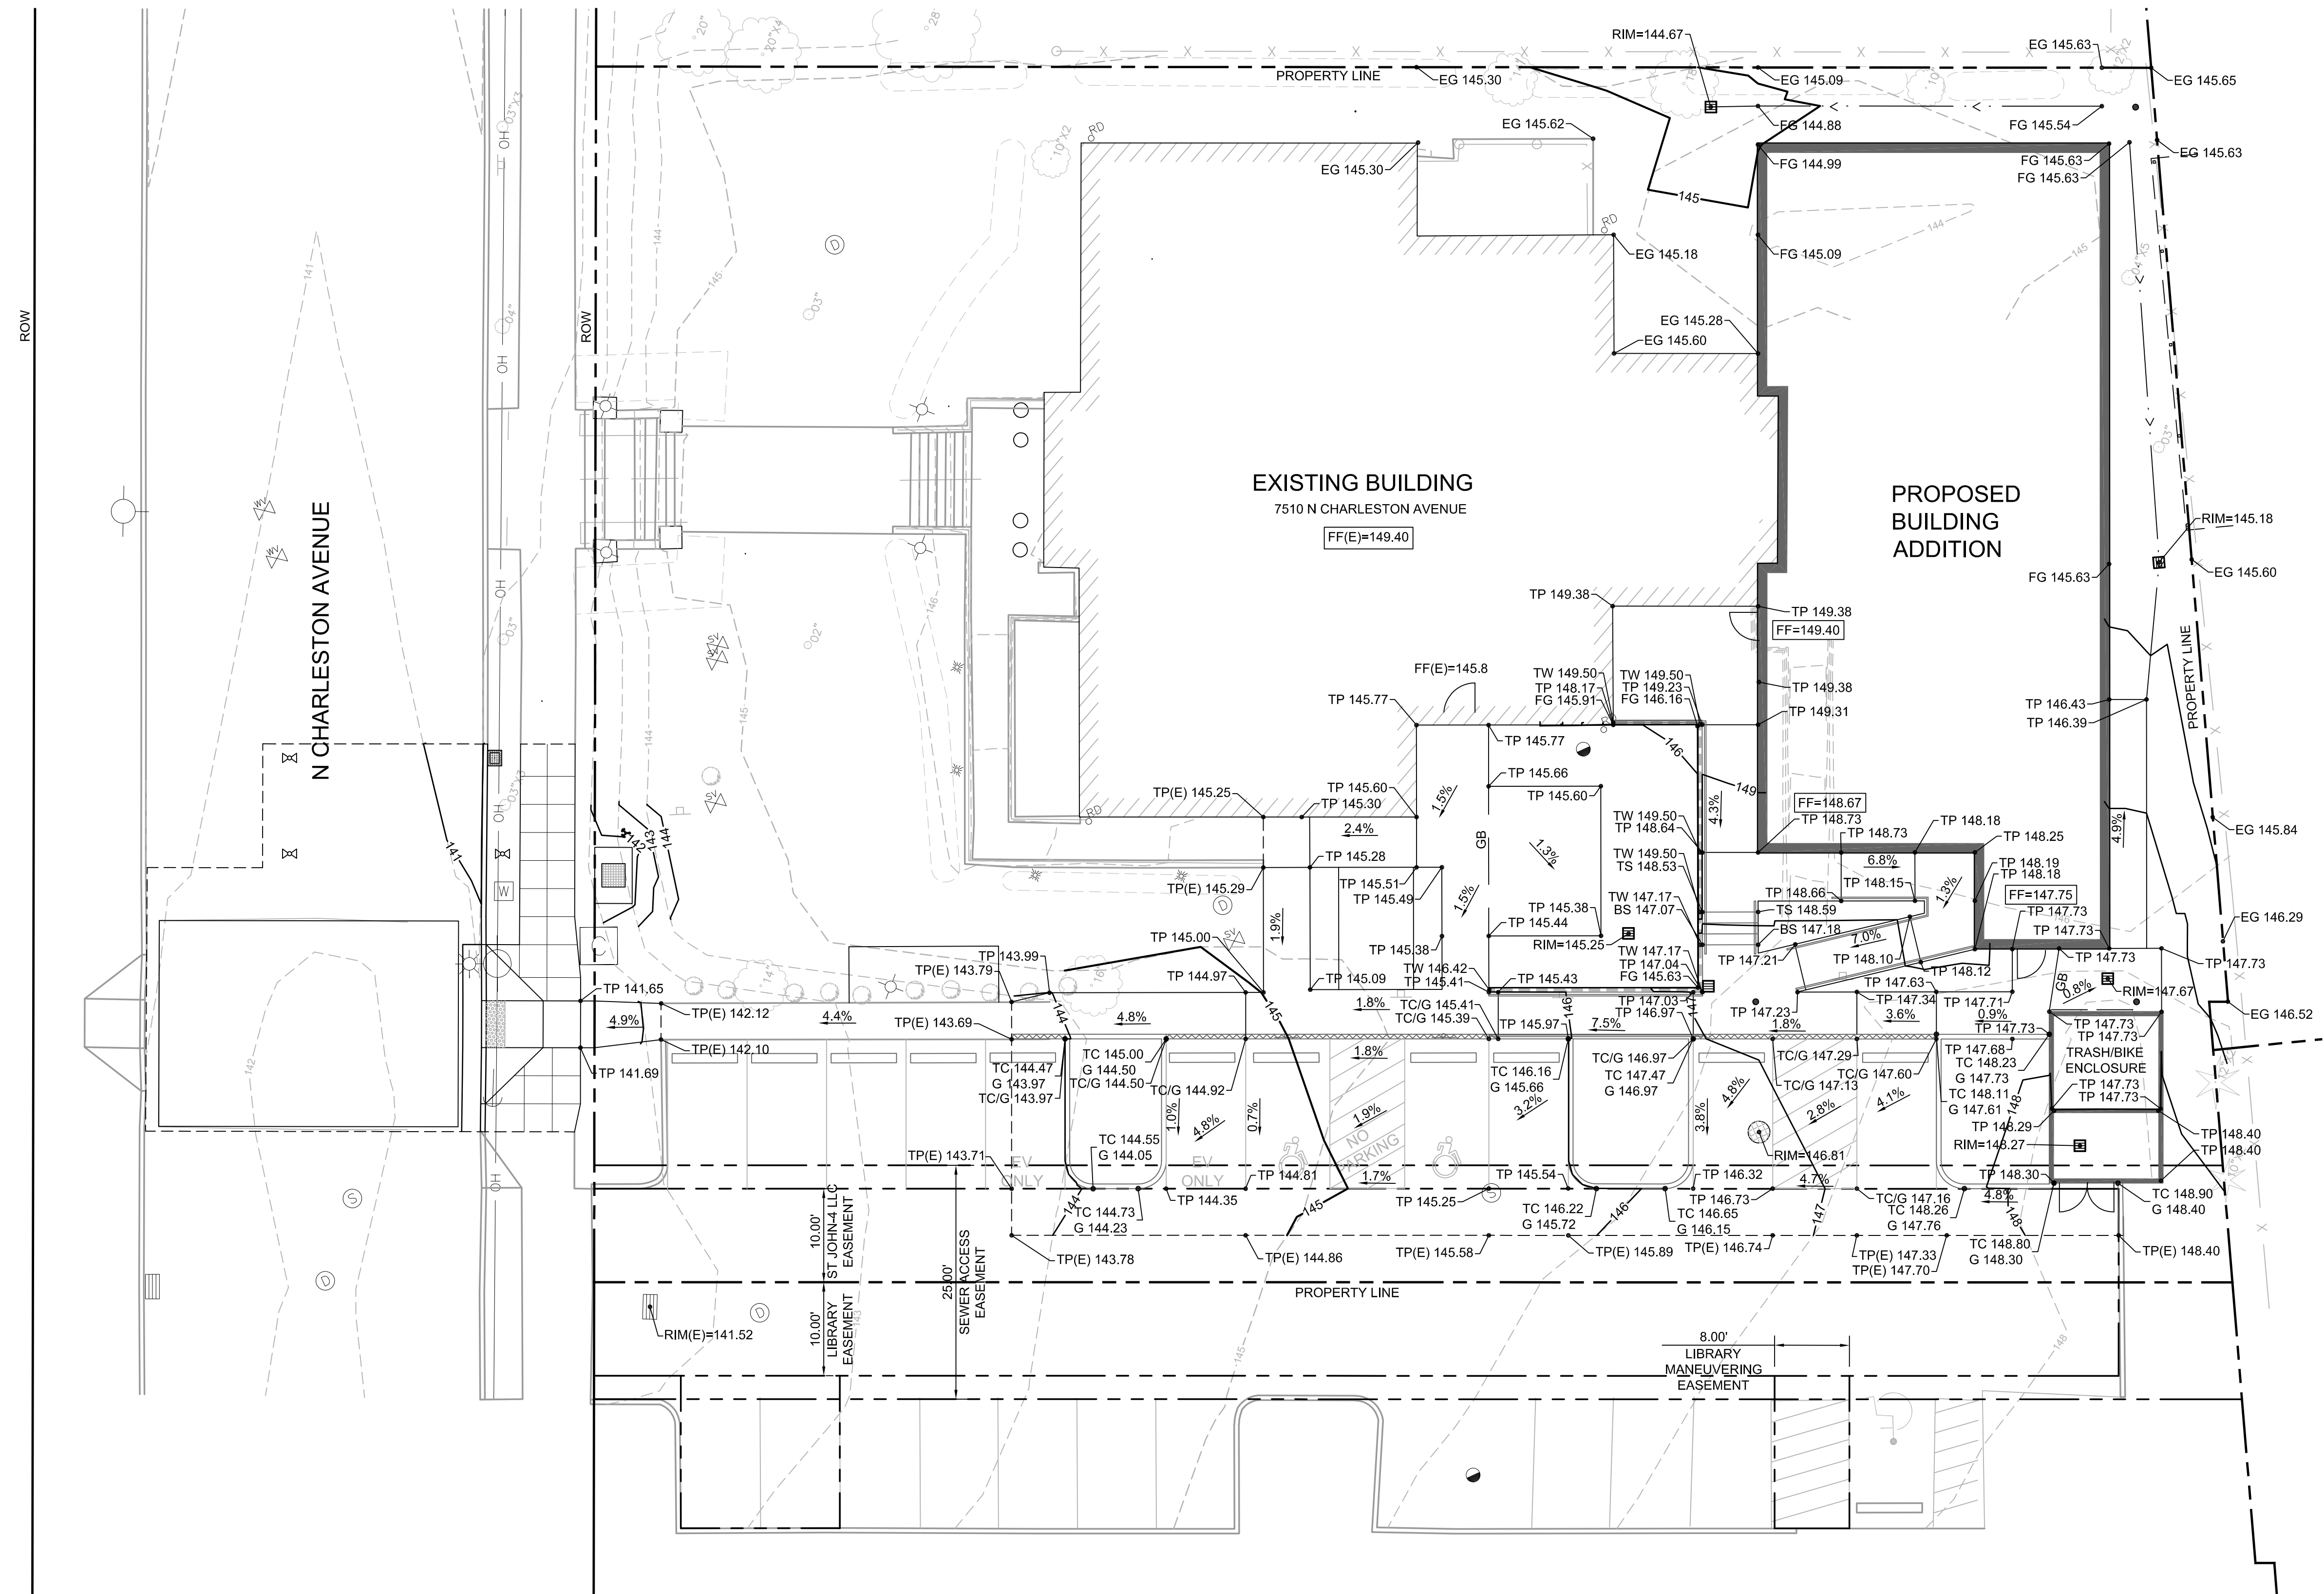 RIM=144.67
EG 145.63
PROPERTY LINE
EG 145.30
EG 145.09
EG 145.65
EG 145.62
FG 144.88
FG 145.54
EG 145.30
FG 144.99
FG 145.63
FG 145.63
EG 145.63
RD
RD
145
EG 145.18
FG 145.09
EG 145.28
EG 145.60
ROW
ROW
N CHARLESTON AVENUE
EXISTING BUILDING
7510 N CHARLESTON AVENUE
FF(E)=149.40
PROPOSED
BUILDING
ADDITION
RIM=145.18
EG 145.60
FG 145.63
TP 149.38
TP 149.38
FF=149.40
PROPERTY LINE
FF(E)=145.8
TW 149.50
TP 148.17
FG 145.91
TW 149.50
TP 149.23
FG 146.16
TP 149.38
TP 149.31
TP 146.43
TP 146.39
TP 145.77
TP 145.77
146
149
TP 145.66
TP 145.60
TP(E) 145.25
TP 145.60
TP 145.30
1.5%
2.4%
GB
1.3%
4.3%
FF=148.67
TP 148.73
TP 148.73
TP 148.18
TP 148.25
4.9%
EG 145.84
TW 149.50
TP 148.64
TW 149.50
TS 148.53
6.8%
TP 148.19
TP 148.18
TP 145.28
TP(E) 145.29
TP 145.51
TP 145.49
1.5%
TP 148.66
TP 148.15
1.3%
FF=147.75
TW 147.17
BS 147.07
TS 148.59
BS 147.18
TP 147.73
TP 147.73
EG 146.29
1.9%
TP 145.38
TP 145.44
TP 145.38
RIM=145.25
7.0%
TP 145.00
TP 147.21
TP 148.10
TP 148.12
TP 147.73
TP 147.73
TP 143.99
TP(E) 143.79
TP 144.97
TP 145.09
TW 146.42
TP 145.41
TP 145.43
TW 147.17
TP 147.04
FG 145.63
TP 147.63
GB
0.8%
RIM=147.67
TP 141.65
TP(E) 142.12
4.9%
4.4%
TP(E) 143.69
144
4.8%
145
1.8%
TC/G 145.41
TC/G 145.39
TP 145.97
146
7.5%
TP 147.03
TP 146.97
147
TP 147.23
1.8%
TP 147.34
3.6%
TP 147.71
0.9%
TP 147.73
EG 146.52
TP(E) 142.10
TP 141.69
TP 147.73
TP 147.73
TRASH/BIKE
ENCLOSURE
TP 147.73
TP 147.73
TC 144.47
G 143.97
TC/G 143.97
TC 145.00
G 144.50
TC/G 144.50
TC/G 144.92
1.8%
TC 146.16
G 145.66
TC/G 146.97
TC 147.47
G 146.97
TC/G 147.29
TC/G 147.13
TC/G 147.60
TP 147.68
TC 148.23
G 147.73
TC 148.11
G 147.61
148
1.0%
4.8%
0.7%
1.9%
3.2%
3.8%
4.8%
2.8%
4.1%
NO
PARKING
TC 144.55
G 144.05
TP(E) 143.71
EV
ONLY
EV
ONLY
TP 144.81
1.7%
TP 145.54
RIM=146.81
TP 146.32
TP 148.29
RIM=148.27
TP 148.40
TP 148.40
TP 148.30
TP 144.35
TP 145.25
TP 146.73
4.7%
TC/G 147.16
TC 148.26
G 147.76
4.8%
TC 148.90
G 148.40
144
TC 144.73
G 144.23
145
TC 146.22
G 145.72
146
TC 146.65
G 146.15
147
148
TC 148.80
G 148.30
TP(E) 143.78
TP(E) 144.86
TP(E) 145.58
TP(E) 145.89
TP(E) 146.74
TP(E) 147.33
TP(E) 147.70
TP(E) 148.40
10.00'
ST JOHN-4 LLC
EASEMENT
10.00'
LIBRARY
EASEMENT
25.00'
SEWER ACCESS
EASEMENT
PROPERTY LINE
RIM(E)=141.52
8.00'
LIBRARY
MANEUVERING
EASEMENT
141
142
143
144